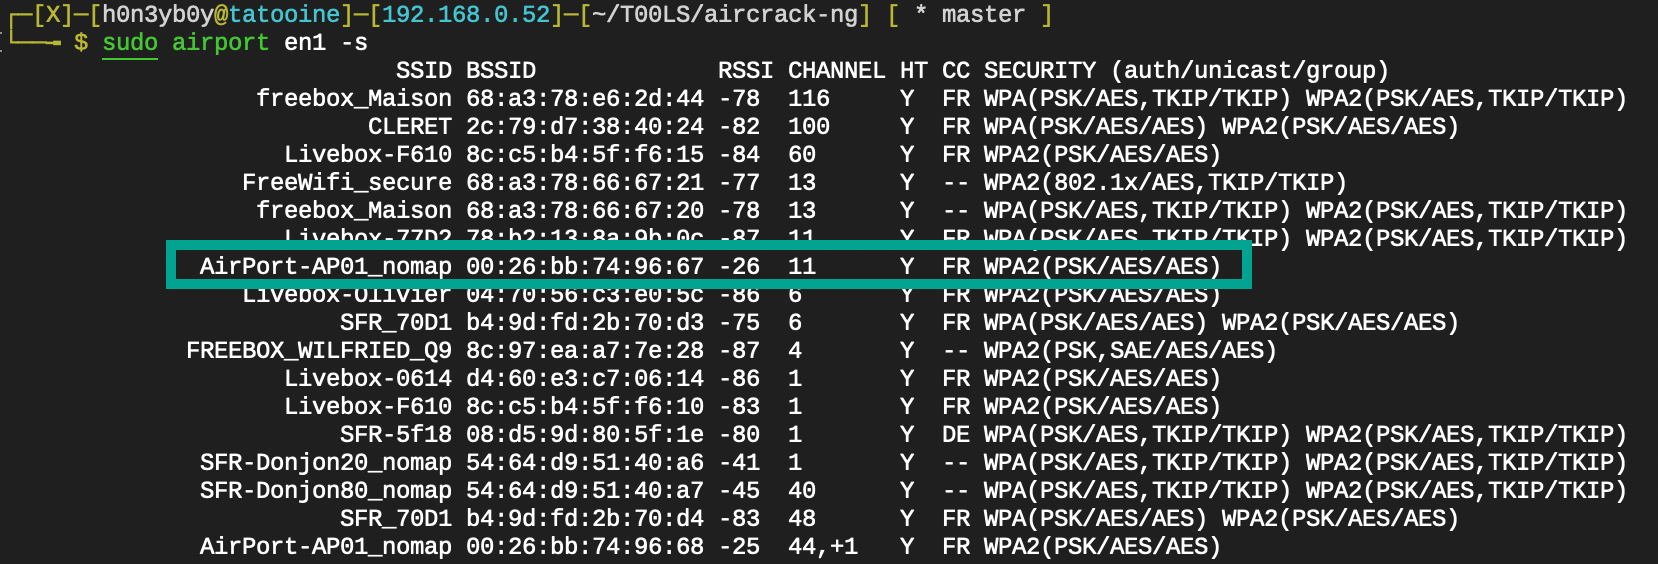 ┌─[X]─[h0n3yb0y@tatooine]─[192.168.0.52]─[~/T00LS/aircrack-ng] [ * master ]
└──╼ $ sudo airport en1 -s
SSID BSSID RSSI CHANNEL HT CC SECURITY (auth/unicast/group)
freebox_Maison 68:a3:78:e6:2d:44 -78 116 Y FR WPA(PSK/AES,TKIP/TKIP) WPA2(PSK/AES,TKIP/TKIP)
CLERET 2c:79:d7:38:40:24 -82 100 Y FR WPA(PSK/AES/AES) WPA2(PSK/AES/AES)
Livebox-F610 8c:c5:b4:5f:f6:15 -84 60 Y FR WPA2(PSK/AES/AES)
FreeWifi_secure 68:a3:78:66:67:21 -77 13 Y -- WPA2(802.1x/AES,TKIP/TKIP)
freebox_Maison 68:a3:78:66:67:20 -78 13 Y -- WPA(PSK/AES,TKIP/TKIP) WPA2(PSK/AES,TKIP/TKIP)
Livebox-77D2 78:b2:13:8a:9b:0c -87 11 Y FR WPA(PSK/AES,TKIP/TKIP) WPA2(PSK/AES,TKIP/TKIP)
AirPort-AP01_nomap 00:26:bb:74:96:67 -26 11 Y FR WPA2(PSK/AES/AES)
Livebox-Olivier 04:70:56:c3:e0:5c -86 6 Y FR WPA2(PSK/AES/AES)
SFR_70D1 b4:9d:fd:2b:70:d3 -75 6 Y FR WPA(PSK/AES/AES) WPA2(PSK/AES/AES)
FREEBOX_WILFRIED_Q9 8c:97:ea:a7:7e:28 -87 4 Y -- WPA2(PSK,SAE/AES/AES)
Livebox-0614 d4:60:e3:c7:06:14 -86 1 Y FR WPA2(PSK/AES/AES)
Livebox-F610 8c:c5:b4:5f:f6:10 -83 1 Y FR WPA2(PSK/AES/AES)
SFR-5f18 08:d5:9d:80:5f:1e -80 1 Y DE WPA(PSK/AES,TKIP/TKIP) WPA2(PSK/AES,TKIP/TKIP)
SFR-Donjon20_nomap 54:64:d9:51:40:a6 -41 1 Y -- WPA(PSK/AES,TKIP/TKIP) WPA2(PSK/AES,TKIP/TKIP)
SFR-Donjon80_nomap 54:64:d9:51:40:a7 -45 40 Y -- WPA(PSK/AES,TKIP/TKIP) WPA2(PSK/AES,TKIP/TKIP)
SFR_70D1 b4:9d:fd:2b:70:d4 -83 48 Y FR WPA(PSK/AES/AES) WPA2(PSK/AES/AES)
AirPort-AP01_nomap 00:26:bb:74:96:68 -25 44,+1 Y FR WPA2(PSK/AES/AES)